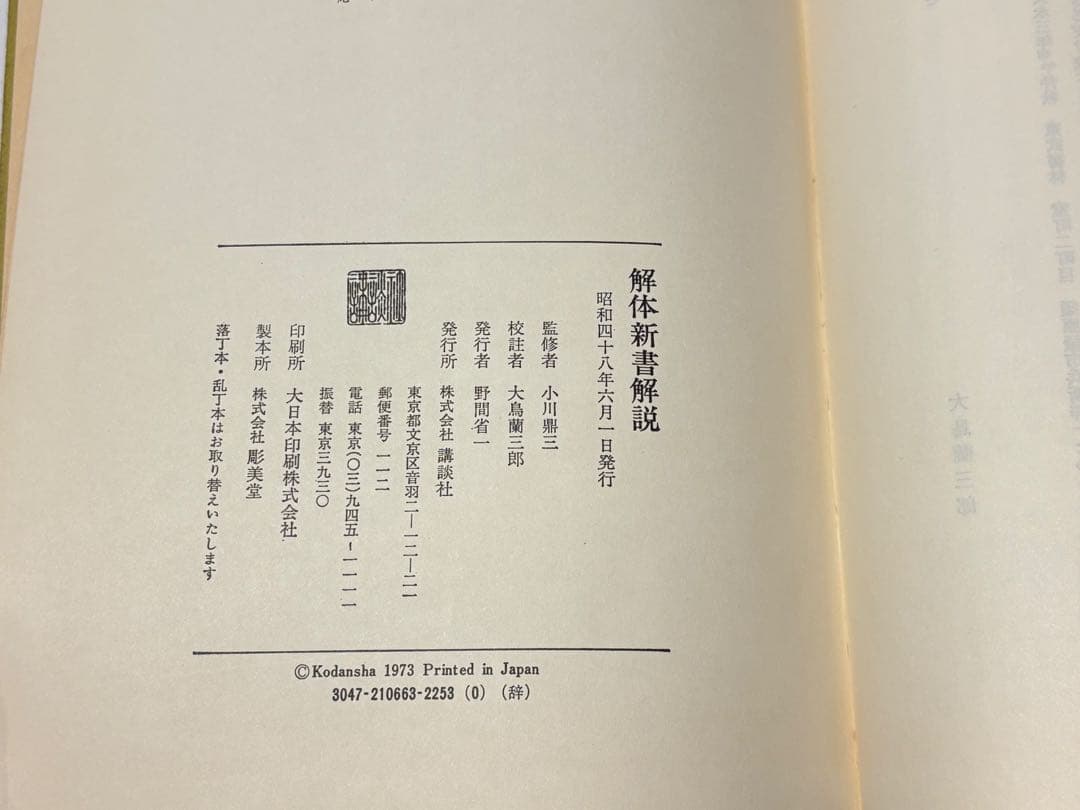 解体新書解説
昭和四十八年六月一日発行
監修者 小川鼎三
校註者 大鳥蘭三郎
発行者 野間省一
発行所 株式会社 講談社
東京都文京区音羽二—一二—二一
郵便番号 一一二
電話 東京(〇三)九四五-一一一一
振替 東京三九三〇
印刷所 大日本印刷株式会社
製本所 株式会社 彫美堂
落丁本・乱丁本はお取り替えいたします
©Kodansha 1973 Printed in Japan
3047-210663-2253 (0) (辞)
大鳥蘭三郎